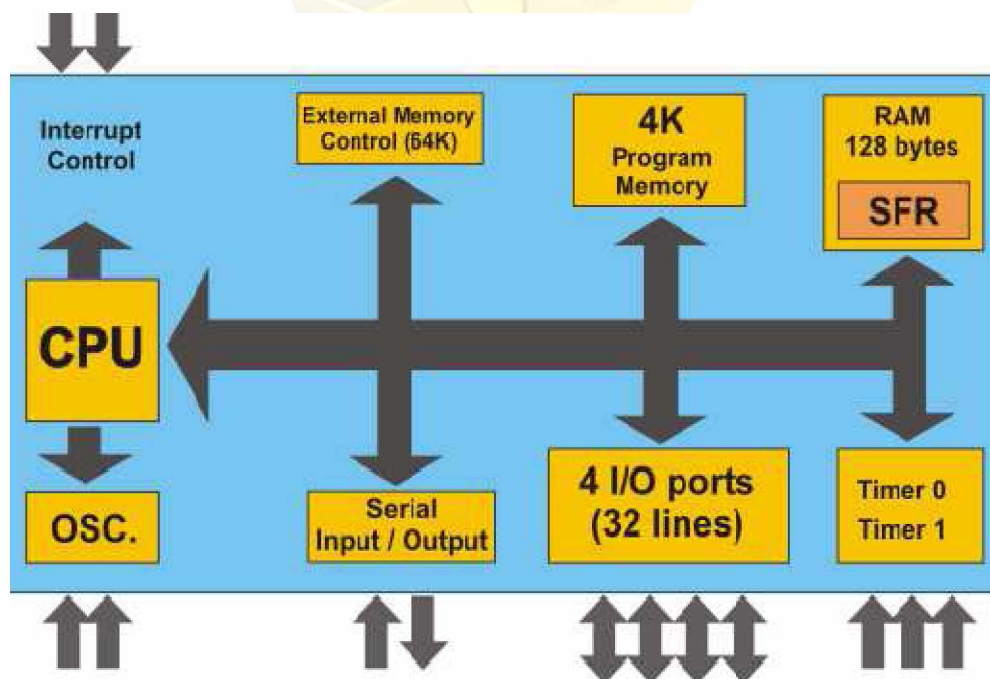 Interrupt
Control
External Memory
Control (64K)
4K
Program
Memory
RAM
128 bytes
SFR
CPU
OSC.
Serial
Input / Output
4 I/O ports
(32 lines)
Timer 0
Timer 1